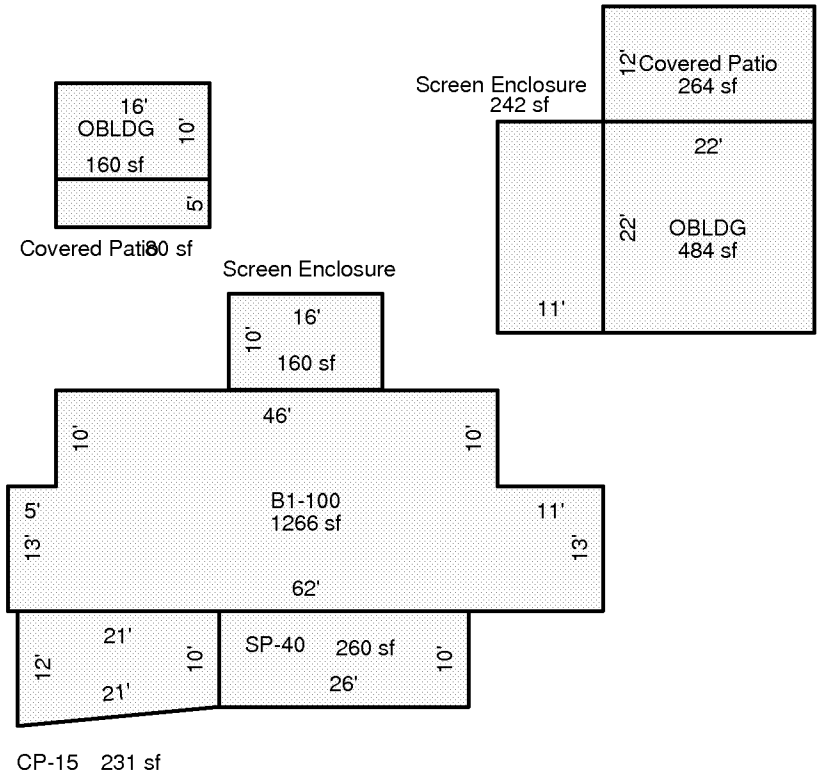 12'
Covered Patio
264 sf
Screen Enclosure
242 sf
16'
OBLDG
10'
160 sf
5'
Covered Patio 80 sf
22'
22'
OBLDG
484 sf
11'
Screen Enclosure
16'
10'
160 sf
46'
10'
10'
B1-100
1266 sf
5'
11'
13'
13'
62'
21'
12'
10'
21'
SP-40 260 sf
10'
26'
CP-15 231 sf